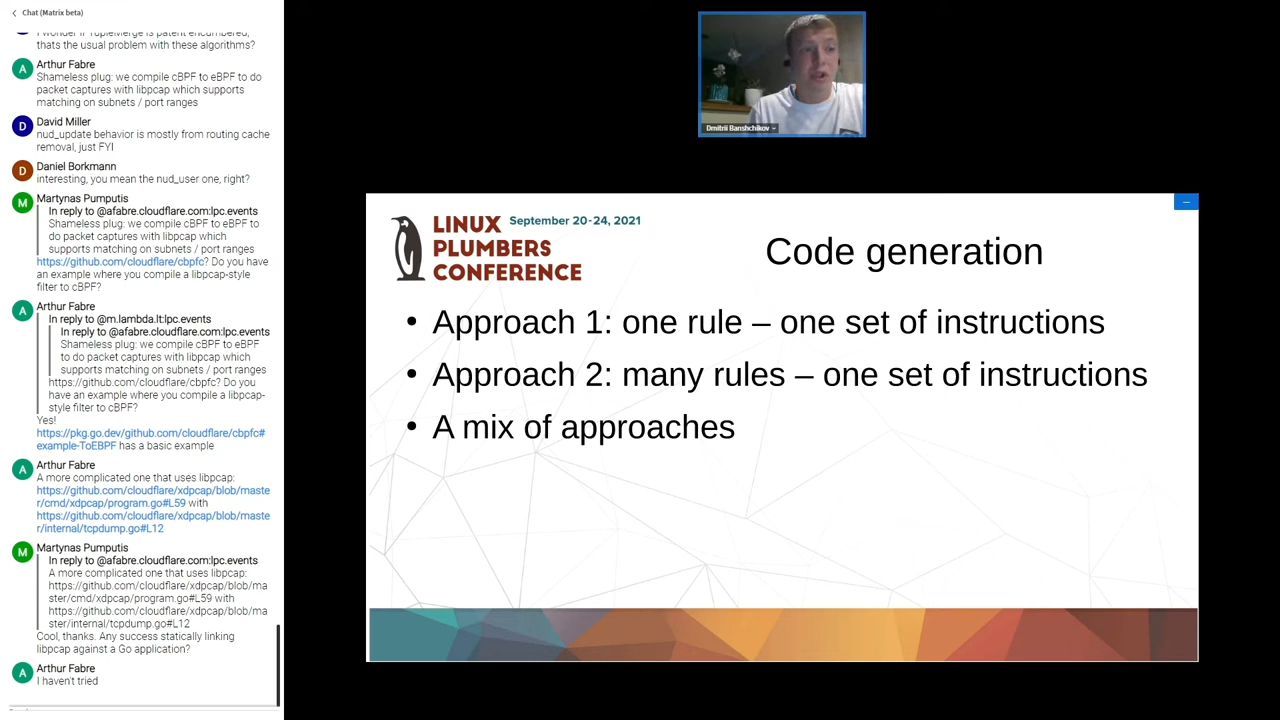 Chat (Matrix beta)
I wonder if TupleMerge is patent encumbered,
thats the usual problem with these algorithms?
A
Arthur Fabre
Shameless plug: we compile cBPF to eBPF to do
packet captures with libpcap which supports
matching on subnets / port ranges
D
David Miller
nud_update behavior is mostly from routing cache
removal, just FYI
D
Daniel Borkmann
interesting, you mean the nud_user one, right?
M
Martynas Pumputis
In reply to @afabre.cloudflare.com:lpc.events
Shameless plug: we compile cBPF to eBPF to
do packet captures with libpcap which
supports matching on subnets / port ranges
https://github.com/cloudflare/cbpfc? Do you have
an example where you compile a libpcap-style
filter to cBPF?
A
Arthur Fabre
In reply to @m.lambda.lt:lpc.events
In reply to @afabre.cloudflare.com:lpc.events
Shameless plug: we compile cBPF to eBPF
to do packet captures with libpcap which
supports matching on subnets / port ranges
https://github.com/cloudflare/cbpfc? Do you
have an example where you compile a libpcap-
style filter to cBPF?
Yes!
https://pkg.go.dev/github.com/cloudflare/cbpfc#
example-ToEBPF has a basic example
A
Arthur Fabre
A more complicated one that uses libpcap:
https://github.com/cloudflare/xdpcap/blob/maste
r/cmd/xdpcap/program.go#L59 with
https://github.com/cloudflare/xdpcap/blob/maste
r/internal/tcpdump.go#L12
M
Martynas Pumputis
In reply to @afabre.cloudflare.com:lpc.events
A more complicated one that uses libpcap:
https://github.com/cloudflare/xdpcap/blob/ma
ster/cmd/xdpcap/program.go#L59 with
https://github.com/cloudflare/xdpcap/blob/ma
ster/internal/tcpdump.go#L12
Cool, thanks. Any success statically linking
libpcap against a Go application?
A
Arthur Fabre
I haven't tried
Dmitrii Banshchikov
LINUX
PLUMBERS
CONFERENCE
September 20-24, 2021
Code generation
• Approach 1: one rule – one set of instructions
• Approach 2: many rules – one set of instructions
• A mix of approaches